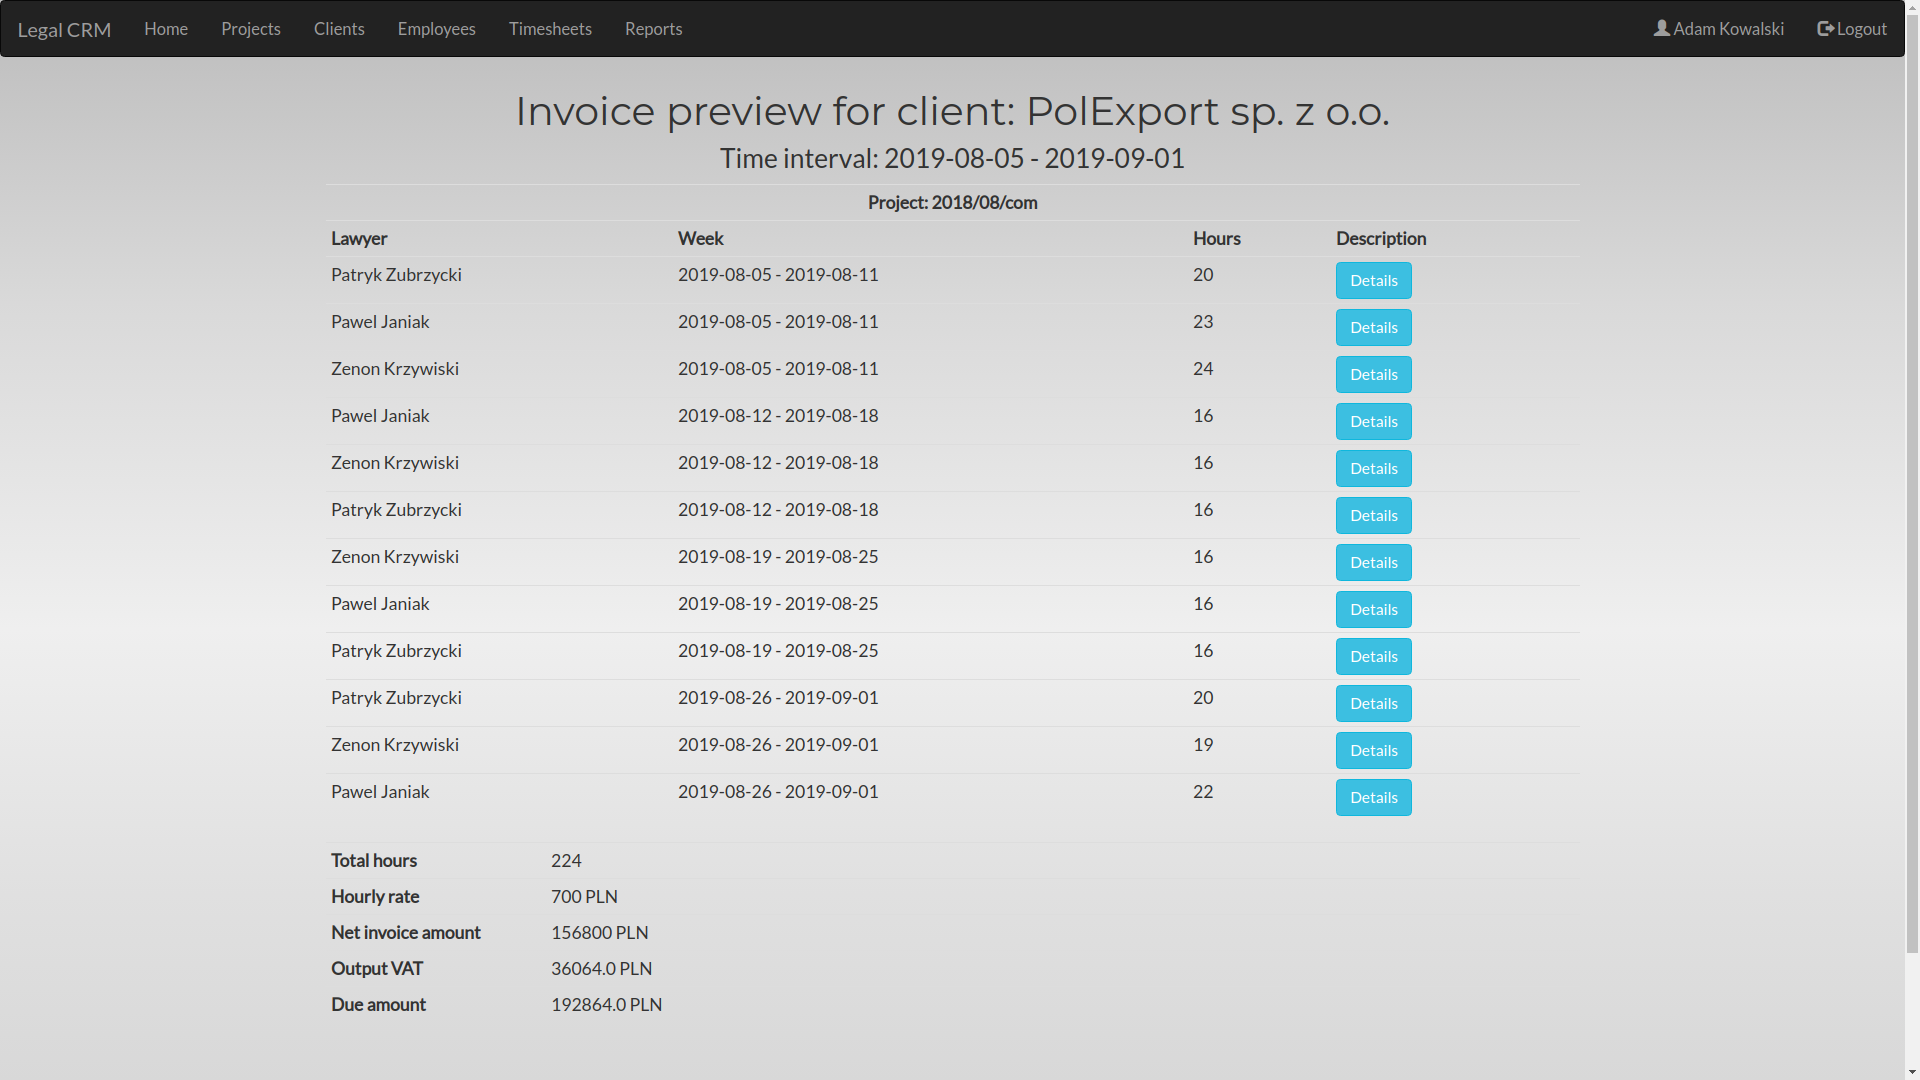 Legal CRM Home Projects Clients Employees Timesheets Reports Adam Kowalski Logout
Invoice preview for client: PolExport sp. z o.o.
Time interval: 2019-08-05 - 2019-09-01
Project: 2018/08/com
Lawyer Week Hours Description
Patryk Zubrzycki 2019-08-05 - 2019-08-11 20 Details
Pawel Janiak 2019-08-05 - 2019-08-11 23 Details
Zenon Krzywiski 2019-08-05 - 2019-08-11 24 Details
Pawel Janiak 2019-08-12 - 2019-08-18 16 Details
Zenon Krzywiski 2019-08-12 - 2019-08-18 16 Details
Patryk Zubrzycki 2019-08-12 - 2019-08-18 16 Details
Zenon Krzywiski 2019-08-19 - 2019-08-25 16 Details
Pawel Janiak 2019-08-19 - 2019-08-25 16 Details
Patryk Zubrzycki 2019-08-19 - 2019-08-25 16 Details
Patryk Zubrzycki 2019-08-26 - 2019-09-01 20 Details
Zenon Krzywiski 2019-08-26 - 2019-09-01 19 Details
Pawel Janiak 2019-08-26 - 2019-09-01 22 Details
Total hours 224
Hourly rate 700 PLN
Net invoice amount 156800 PLN
Output VAT 36064.0 PLN
Due amount 192864.0 PLN